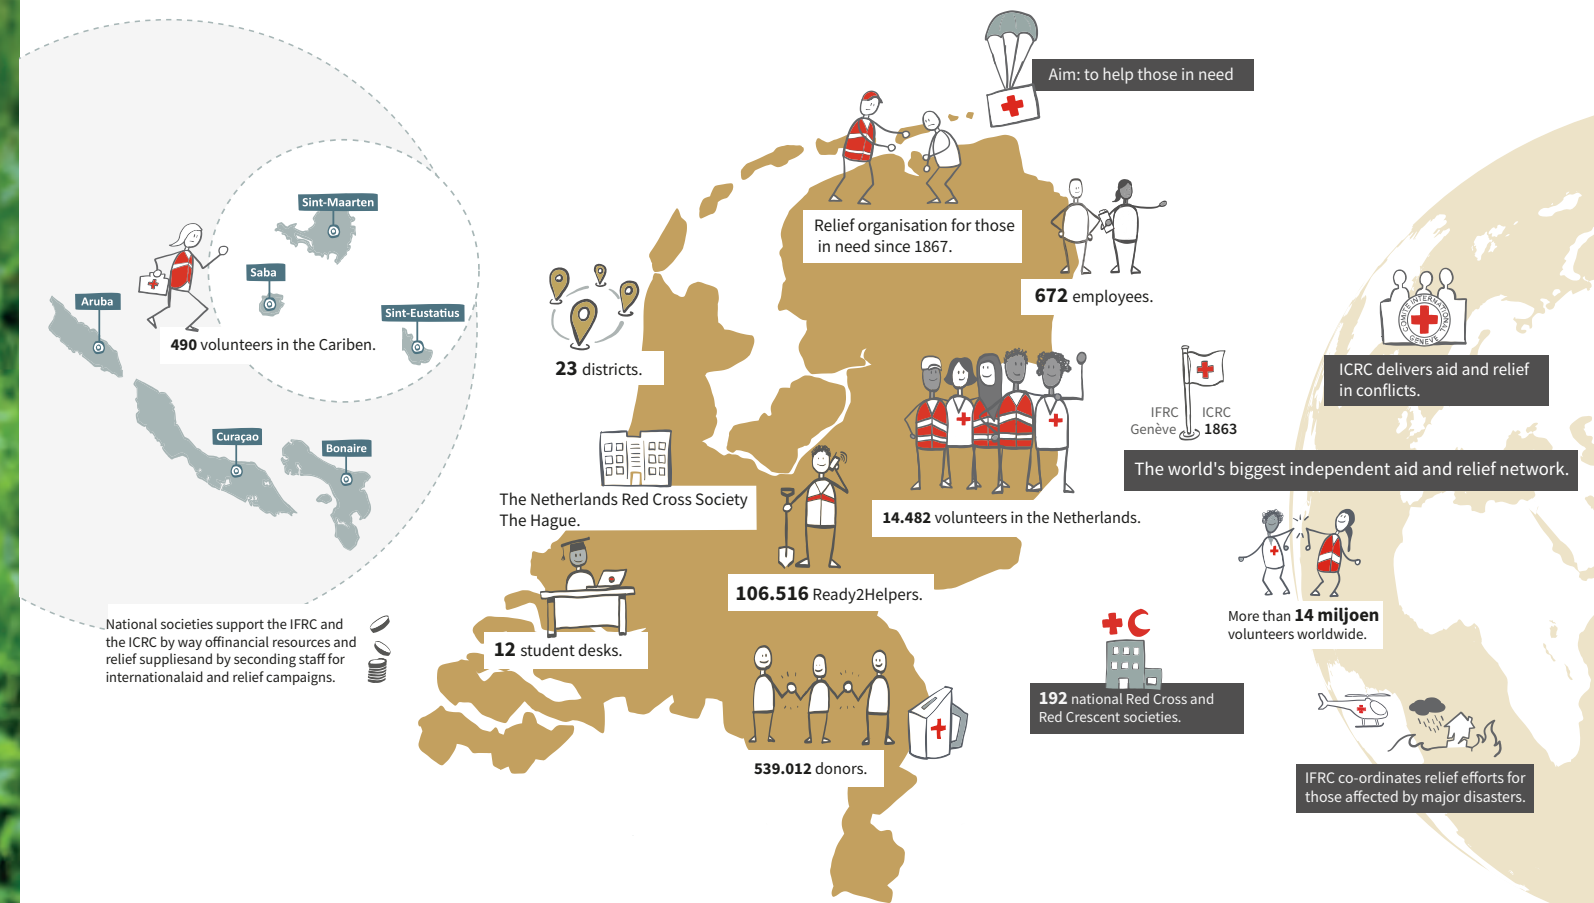 Aim: to help those in need
Relief organisation for those
in need since 1867.
672 employees.
Sint-Maarten
Saba
Sint-Eustatius
Aruba
490 volunteers in the Cariben.
Curaçao
Bonaire
23 districts.
The Netherlands Red Cross Society
The Hague.
14.482 volunteers in the Netherlands.
106.516 Ready2Helpers.
12 student desks.
539.012 donors.
National societies support the IFRC and
the ICRC by way offinancial resources and
relief suppliesand by seconding staff for
internationalaid and relief campaigns.
COMITE INTERNATIONAL
GENEVE
ICRC delivers aid and relief
in conflicts.
IFRC ICRC
Genève 1863
The world's biggest independent aid and relief network.
More than 14 miljoen
volunteers worldwide.
192 national Red Cross and
Red Crescent societies.
IFRC co-ordinates relief efforts for
those affected by major disasters.